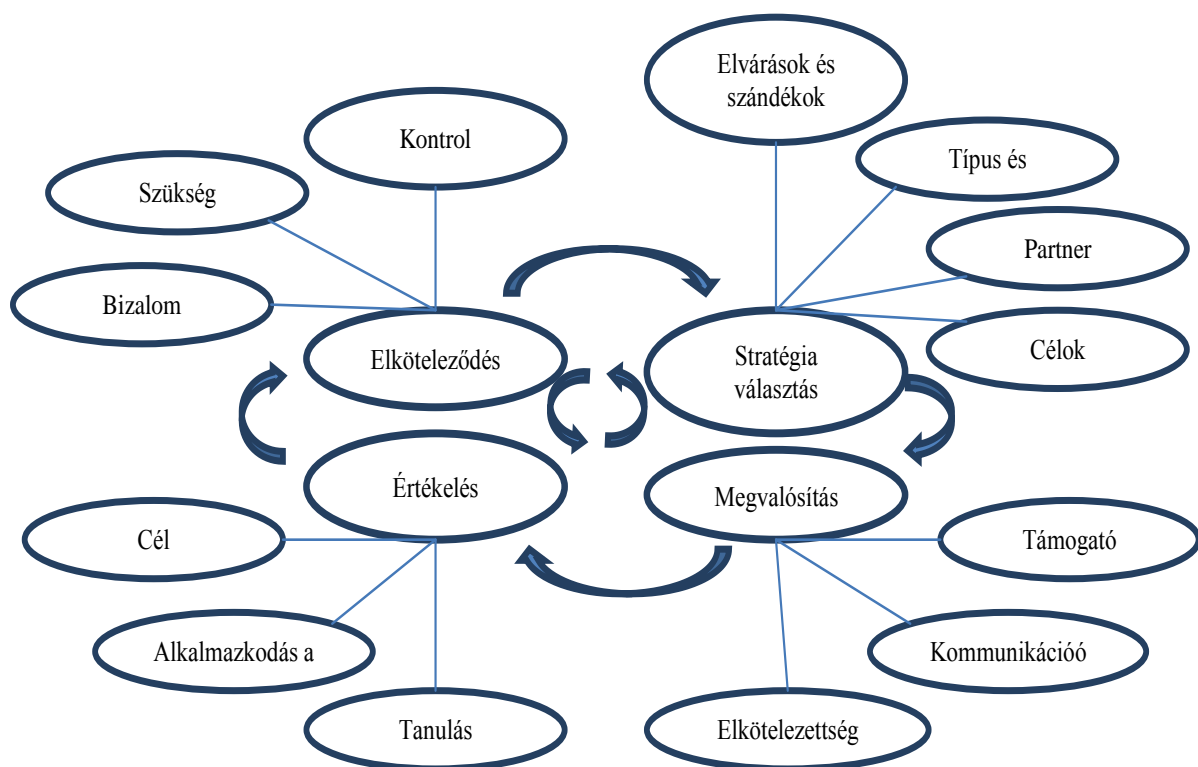 Elvárások és
szándékok
Kontrol
Típus és
Szükség
Partner
Bizalom
Célok
Elköteleződés
Stratégia
választás
Értékelés
Megvalósítás
Cél
Támogató
Alkalmazkodás a
Kommunikációó
Tanulás
Elkötelezettség